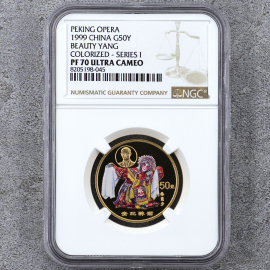 PEKING OPERA
1999 CHINA G50Y
BEAUTY YANG
COLORIZED - SERIES I
PF 70 ULTRA CAMEO
8205198-045
NUMISMATIC GUARANTY COMPANY
NGC
50元